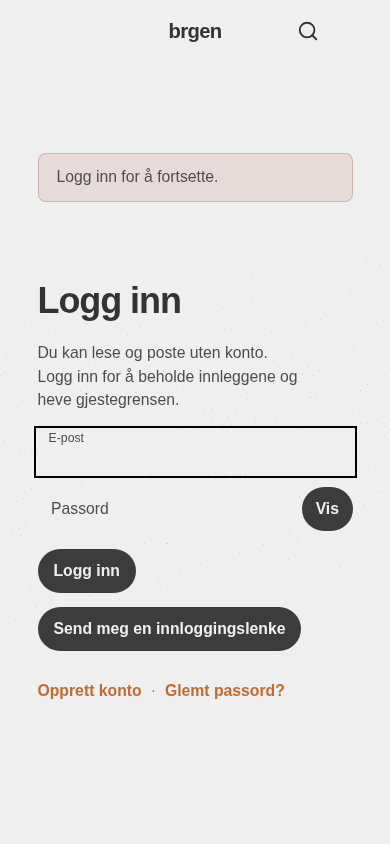 brgen
Logg inn for å fortsette.
Logg inn
Du kan lese og poste uten konto.
Logg inn for å beholde innleggene og
heve gjestegrensen.
E-post
Passord
Vis
Logg inn
Send meg en innloggingslenke
Opprett konto · Glemt passord?